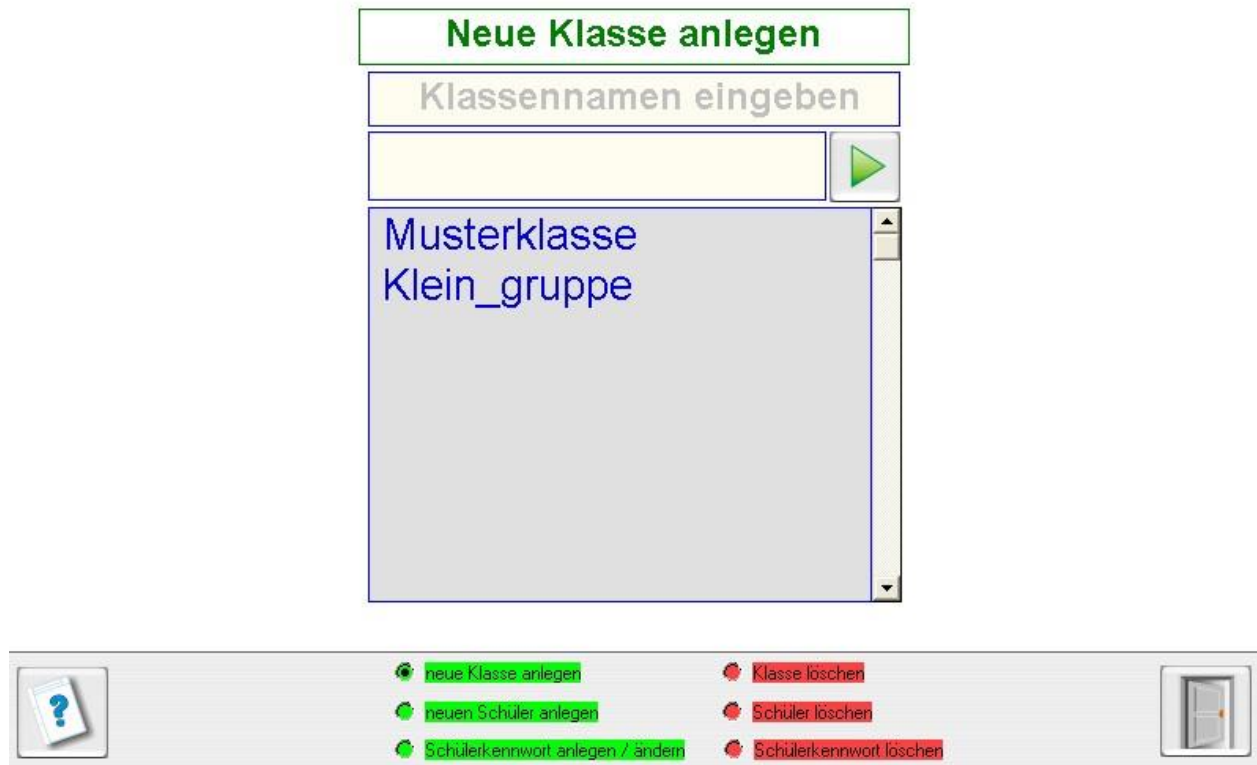 Neue Klasse anlegen
Klassennamen eingeben
Musterklasse
Klein_gruppe
?
neue Klasse anlegen
Klasse löschen
neuen Schüler anlegen
Schüler löschen
Schülerkennwort anlegen / ändern
Schülerkennwort löschen